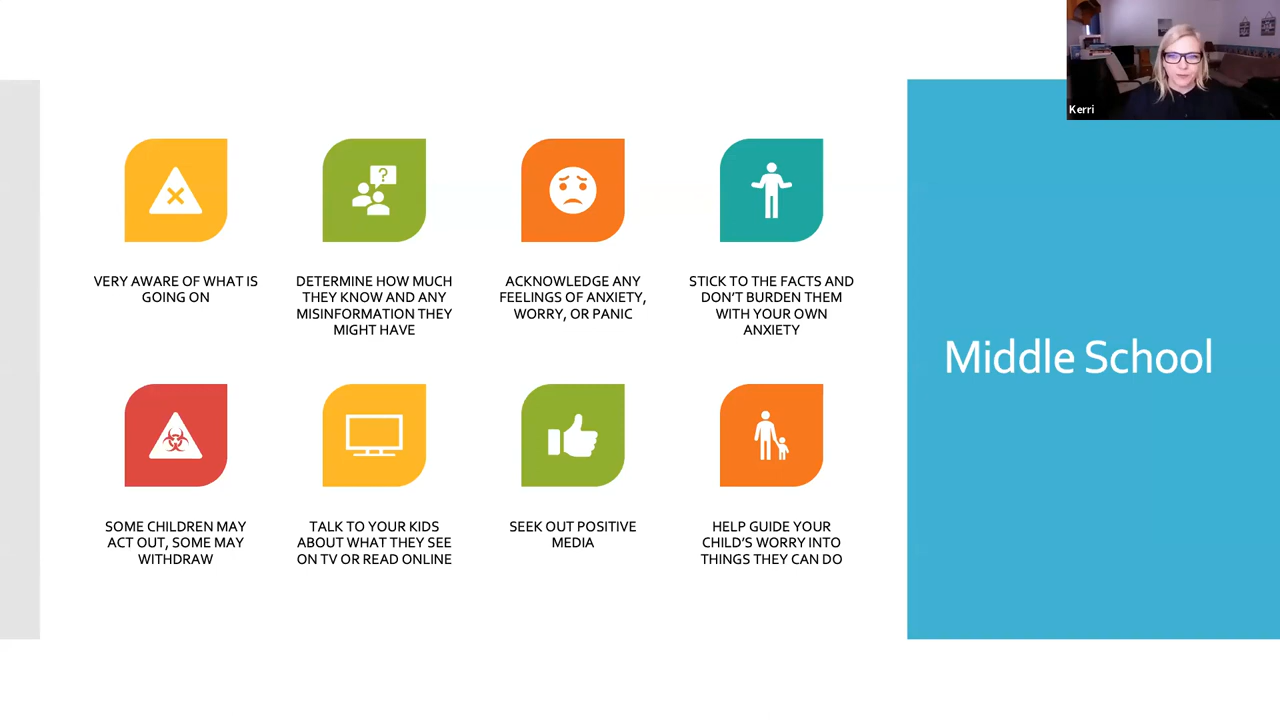 Kerri
VERY AWARE OF WHAT IS
GOING ON
DETERMINE HOW MUCH
THEY KNOW AND ANY
MISINFORMATION THEY
MIGHT HAVE
ACKNOWLEDGE ANY
FEELINGS OF ANXIETY,
WORRY, OR PANIC
STICK TO THE FACTS AND
DON'T BURDEN THEM
WITH YOUR OWN
ANXIETY
SOME CHILDREN MAY
ACT OUT, SOME MAY
WITHDRAW
TALK TO YOUR KIDS
ABOUT WHAT THEY SEE
ON TV OR READ ONLINE
SEEK OUT POSITIVE
MEDIA
HELP GUIDE YOUR
CHILD'S WORRY INTO
THINGS THEY CAN DO
Middle School
?